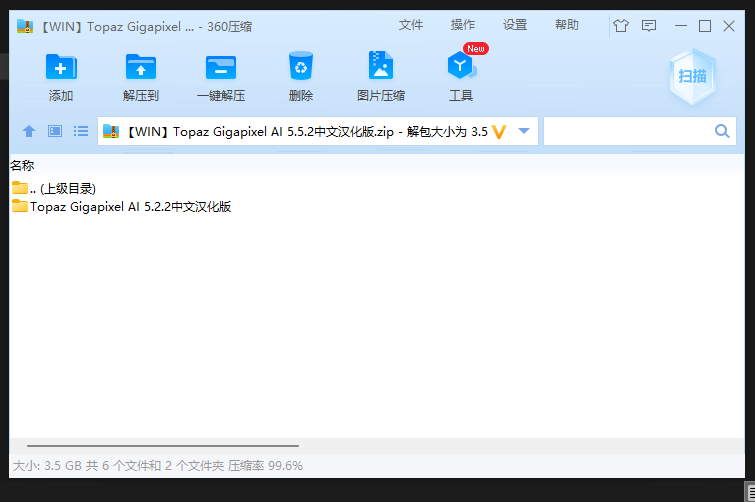 【WIN】Topaz Gigapixel ... - 360压缩
文件 操作 设置 帮助
New
添加 解压到 一键解压 删除 图片压缩 工具 扫描
【WIN】Topaz Gigapixel AI 5.5.2中文汉化版.zip - 解包大小为 3.5
名称
.. (上级目录)
Topaz Gigapixel AI 5.2.2中文汉化版
大小: 3.5 GB 共 6 个文件和 2 个文件夹 压缩率 99.6%